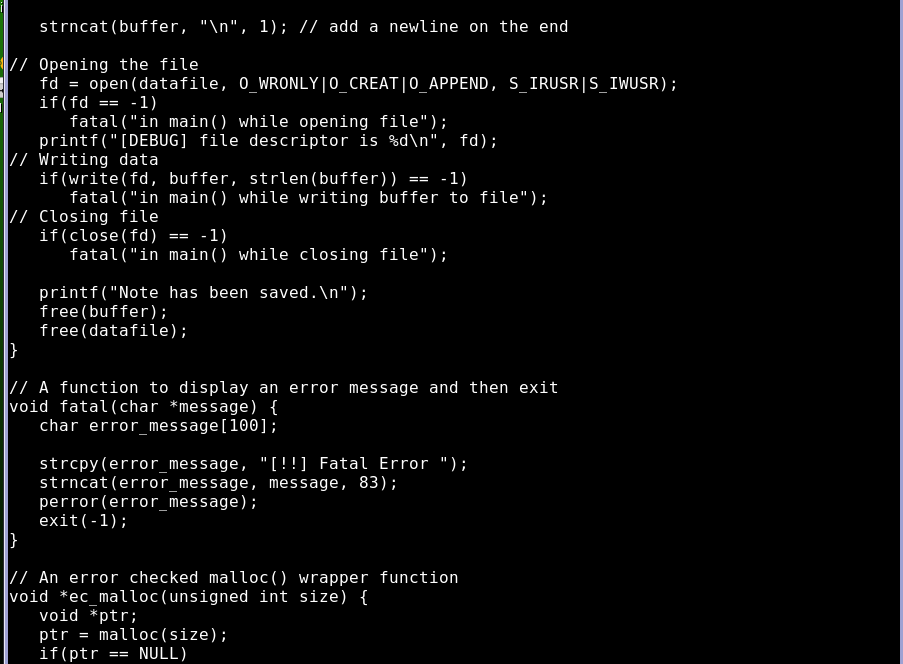 strncat(buffer, "\n", 1); // add a newline on the end

// Opening the file
   fd = open(datafile, O_WRONLY|O_CREAT|O_APPEND, S_IRUSR|S_IWUSR);
   if(fd == -1)
      fatal("in main() while opening file");
   printf("[DEBUG] file descriptor is %d\n", fd);
// Writing data
   if(write(fd, buffer, strlen(buffer)) == -1)
      fatal("in main() while writing buffer to file");
// Closing file
   if(close(fd) == -1)
      fatal("in main() while closing file");

   printf("Note has been saved.\n");
   free(buffer);
   free(datafile);
}

// A function to display an error message and then exit
void fatal(char *message) {
   char error_message[100];

   strcpy(error_message, "[!!] Fatal Error ");
   strncat(error_message, message, 83);
   perror(error_message);
   exit(-1);
}

// An error checked malloc() wrapper function
void *ec_malloc(unsigned int size) {
   void *ptr;
   ptr = malloc(size);
   if(ptr == NULL)